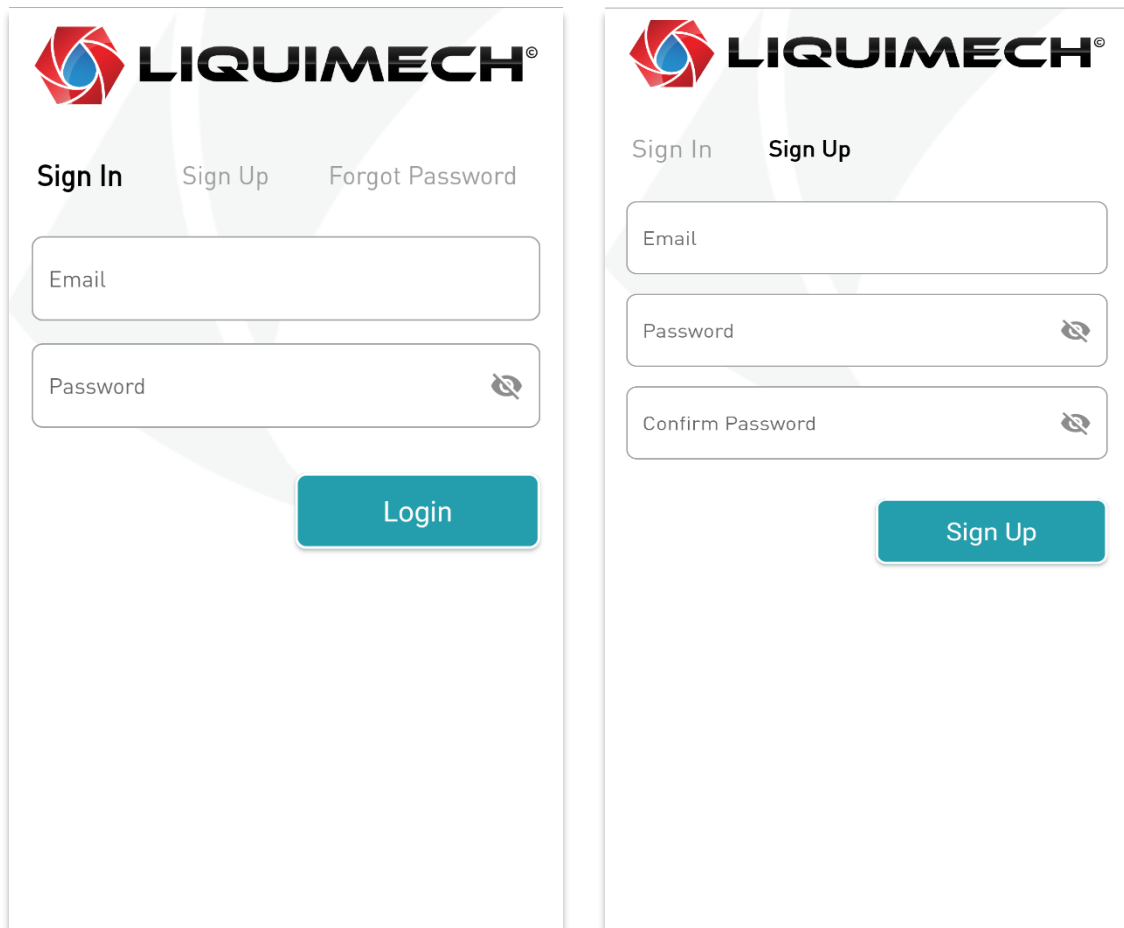 LIQUIMECH©
Sign In Sign Up Forgot Password
Email
Password
Login
LIQUIMECH©
Sign In Sign Up
Email
Password
Confirm Password
Sign Up